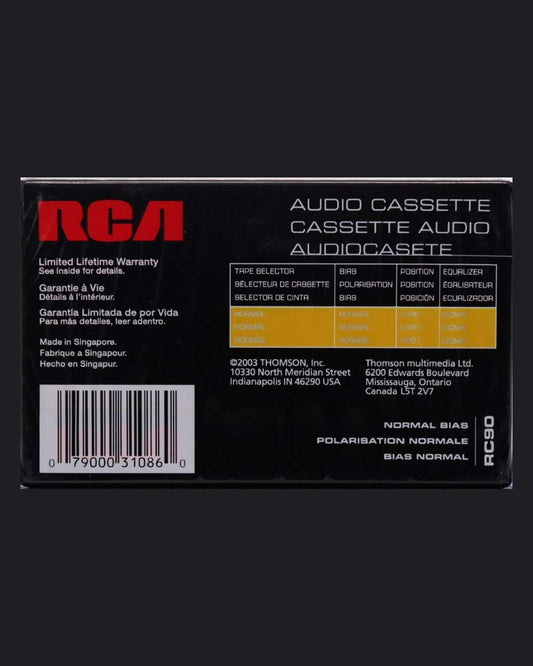 RCA
Limited Lifetime Warranty
See inside for details.
Garantie à Vie
Détails à l'intérieur.
Garantía Limitada de por Vida
Para más detalles, leer adentro.
Made in Singapore.
Fabrique a Singapour.
Hecho en Singapur.
0 79000 31086 0
AUDIO CASSETTE
CASSETTE AUDIO
AUDIOCASETE
TAPE SELECTOR BIAS POSITION EQUALIZER
SÉLECTEUR DE CASSETTE POLARISATION POSITION ÉGALISATEUR
SELECTOR DE CINTA BIAS POSICIÓN ECUALIZADOR
NORMAL NORMAL TYPE I
NORMAL NORMAL TYPE I
NORMAL NORMAL TIPO I
©2003 THOMSON, Inc.
10330 North Meridian Street
Indianapolis IN 46290 USA
Thomson multimedia Ltd.
6200 Edwards Boulevard
Mississauga, Ontario
Canada L5T 2V7
NORMAL BIAS
POLARISATION NORMALE
BIAS NORMAL
RC90